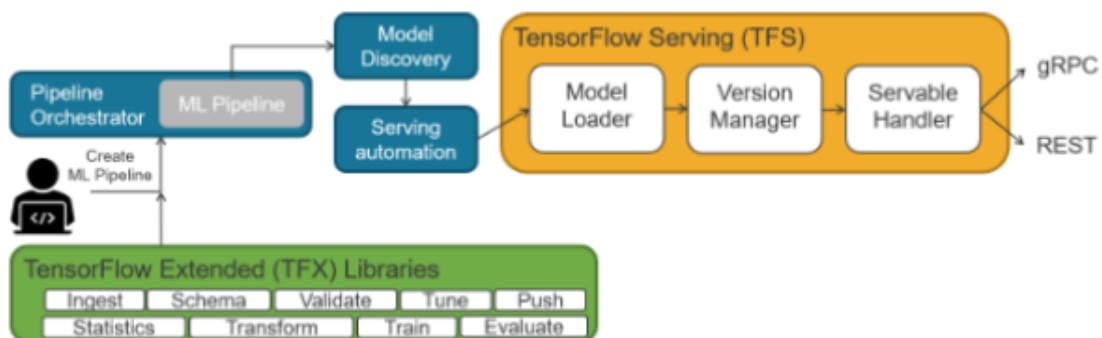 Model
Discovery
TensorFlow Serving (TFS)
gRPC
Pipeline
Orchestrator
ML Pipeline
Model
Loader
Version
Manager
Servable
Handler
Serving
automation
REST
Create
ML Pipeline
</>
TensorFlow Extended (TFX) Libraries
Ingest Schema Validate Tune Push
Statistics Transform Train Evaluate